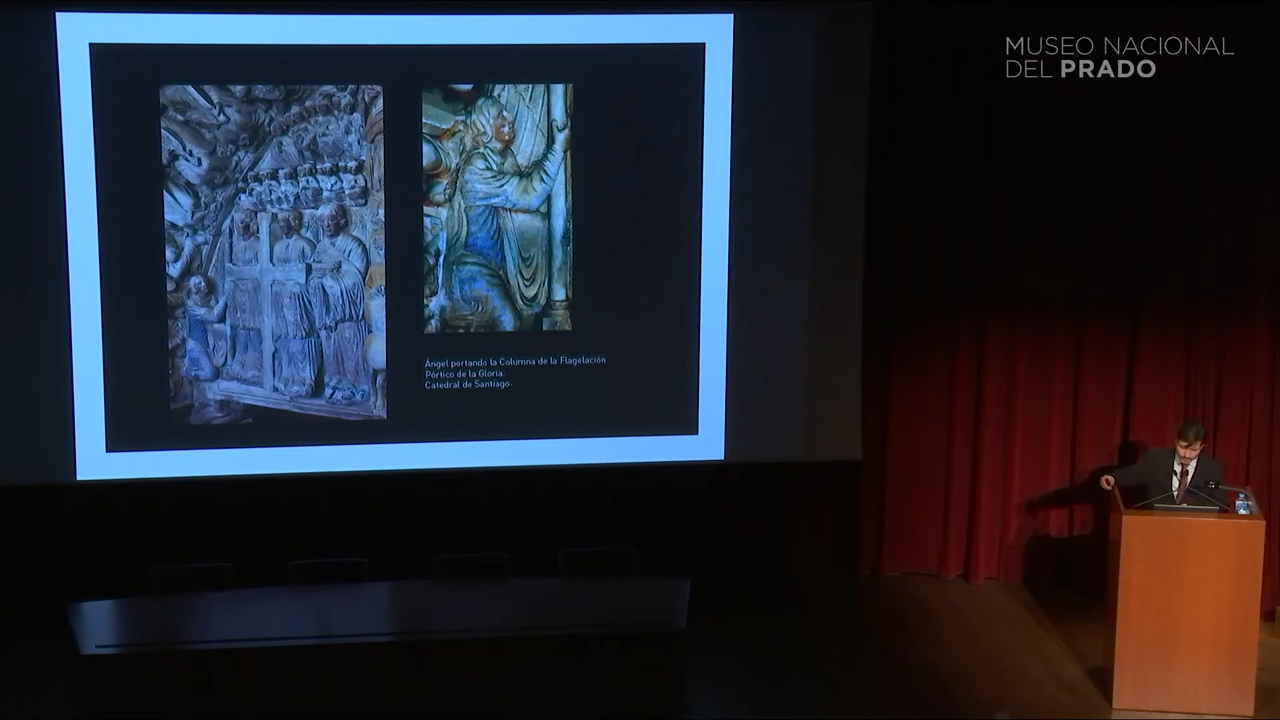 MUSEO NACIONAL
DEL PRADO
Ángel portando la Columna de la Flagelación
Pórtico de la Gloria.
Catedral de Santiago